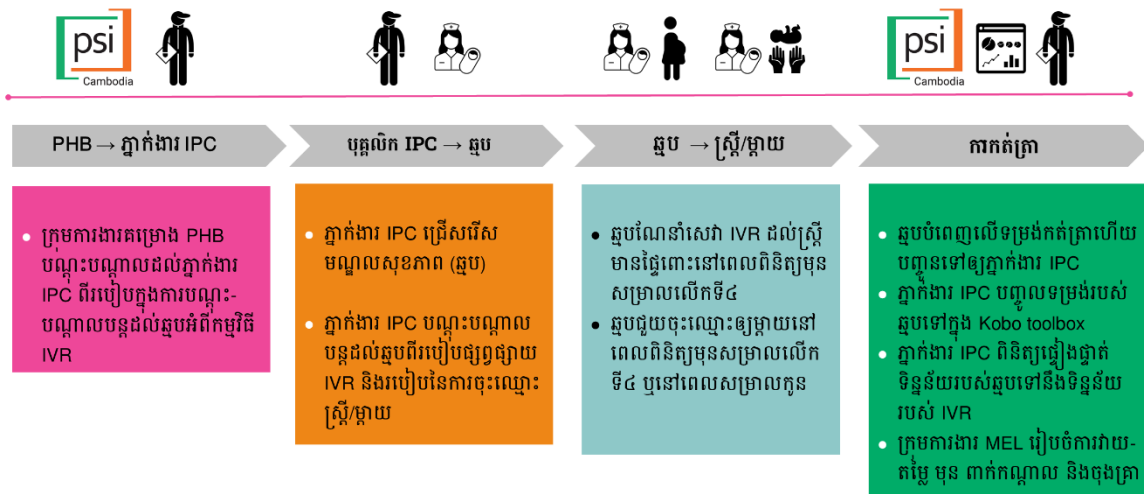 psi
Cambodia
psi
Cambodia
PHB → ភ្នាក់ងារ IPC
បុគ្គលិក IPC → ឆ្មប
ឆ្មប → ស្ត្រី/ម្តាយ
ការកត់ត្រា
• ក្រុមការងារគម្រោង PHB
បណ្តុះបណ្តាលដល់ភ្នាក់ងារ
IPC ពីរបៀបក្នុងការបណ្តុះ-
បណ្តាលបន្តដល់ឆ្មបអំពីកម្មវិធី
IVR
• ភ្នាក់ងារ IPC ជ្រើសរើស
មណ្ឌលសុខភាព (ឆ្មប)
• ភ្នាក់ងារ IPC បណ្តុះបណ្តាល
បន្តដល់ឆ្មបពីរបៀបផ្សព្វផ្សាយ
IVR និងរបៀបនៃការចុះឈ្មោះ
ស្ត្រី/ម្តាយ
• ឆ្មបណែនាំសេវា IVR ដល់ស្ត្រី
មានផ្ទៃពោះនៅពេលពិនិត្យមុន
សម្រាលលើកទី៤
• ឆ្មបជួយចុះឈ្មោះឲ្យម្តាយនៅ
ពេលពិនិត្យមុនសម្រាលលើក
ទី៤ ឬនៅពេលសម្រាលកូន
• ឆ្មបបំពេញលើទម្រង់កត់ត្រាហើយ
បញ្ជូនទៅឲ្យភ្នាក់ងារ IPC
• ភ្នាក់ងារ IPC បញ្ចូលទម្រង់របស់
ឆ្មបទៅក្នុង Kobo toolbox
• ភ្នាក់ងារ IPC ពិនិត្យផ្ទៀងផ្ទាត់
ទិន្នន័យរបស់ឆ្មបទៅនឹងទិន្នន័យ
របស់ IVR
• ក្រុមការងារ MEL រៀបចំការវាយ-
តម្លៃ មុន ពាក់កណ្តាល និងចុងគ្រា